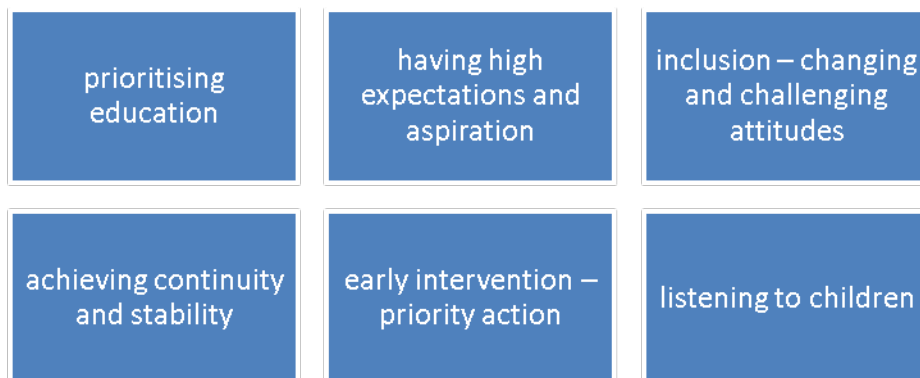 prioritising
education
having high
expectations and
aspiration
inclusion – changing
and challenging
attitudes
achieving continuity
and stability
early intervention –
priority action
listening to children